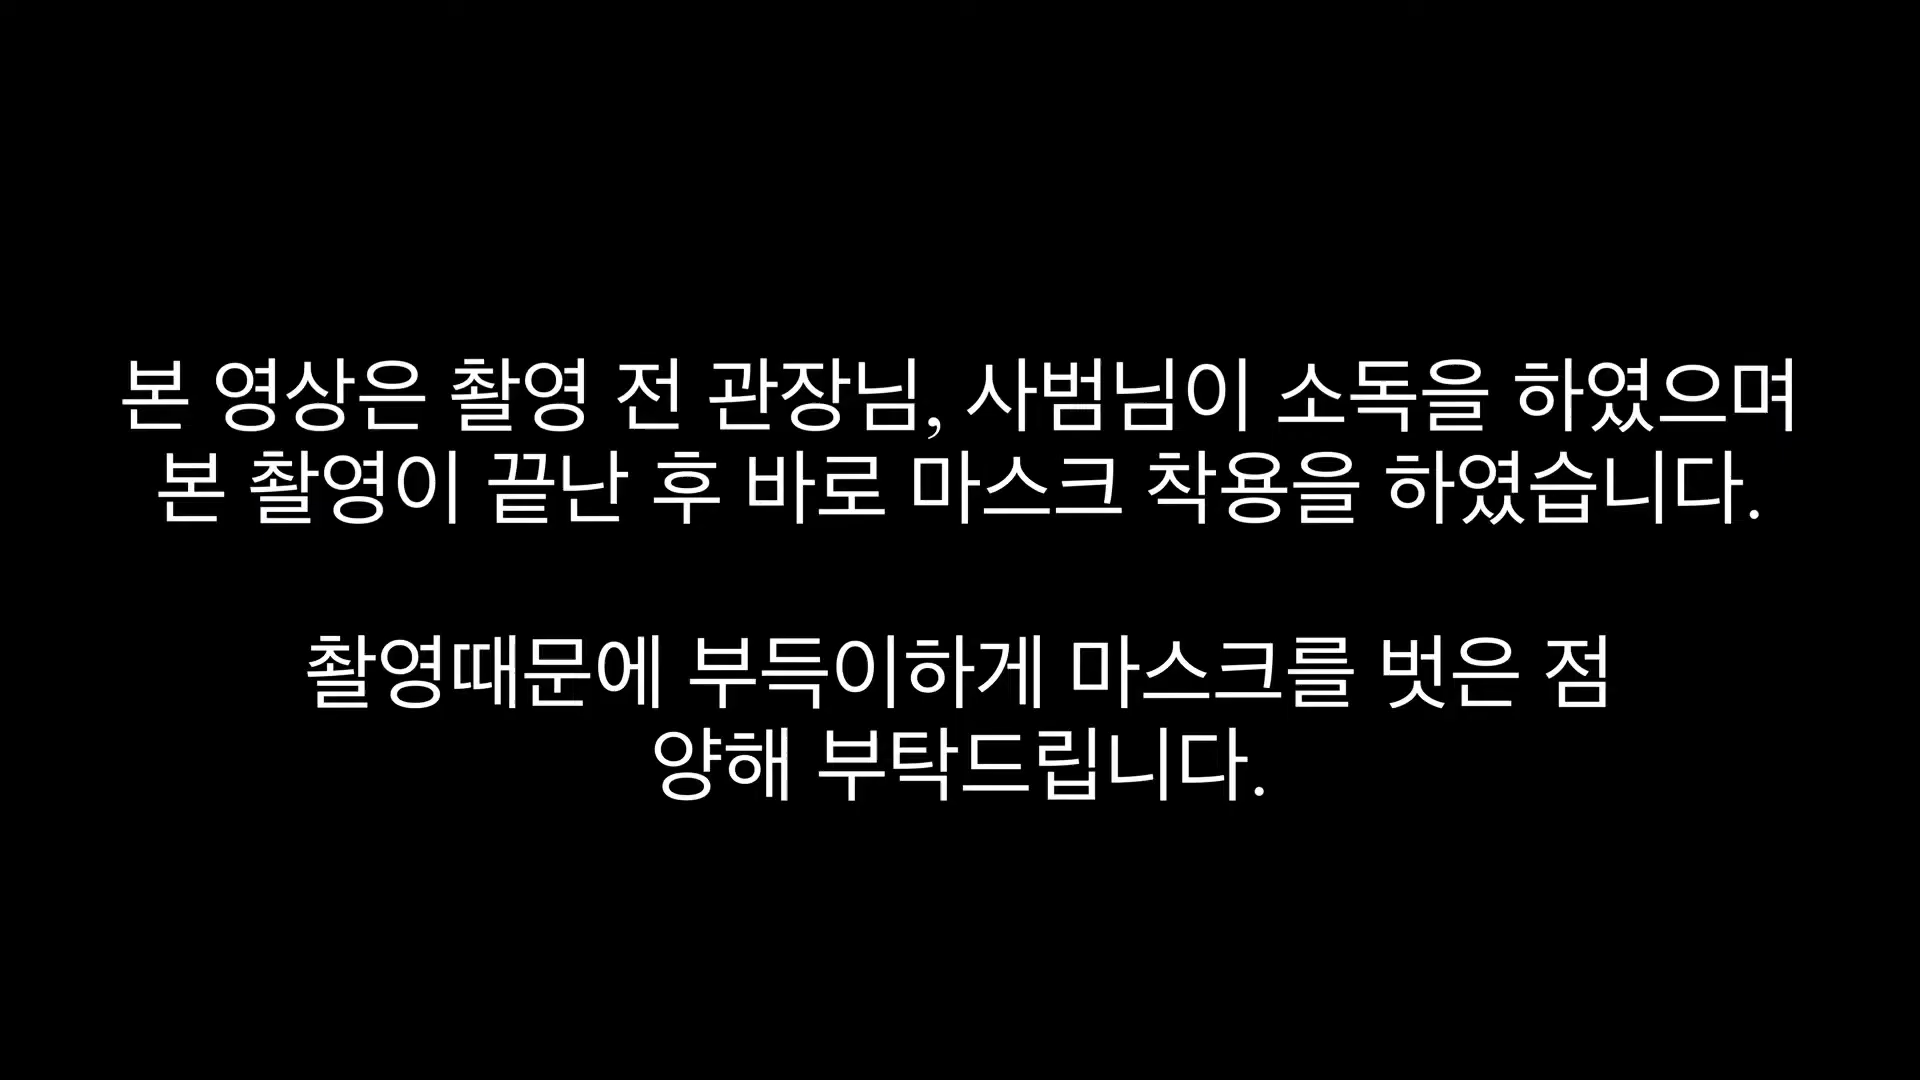 본 영상은 촬영 전 관장님, 사범님이 소독을 하였으며
본 촬영이 끝난 후 바로 마스크 착용을 하였습니다.
촬영때문에 부득이하게 마스크를 벗은 점
양해 부탁드립니다.